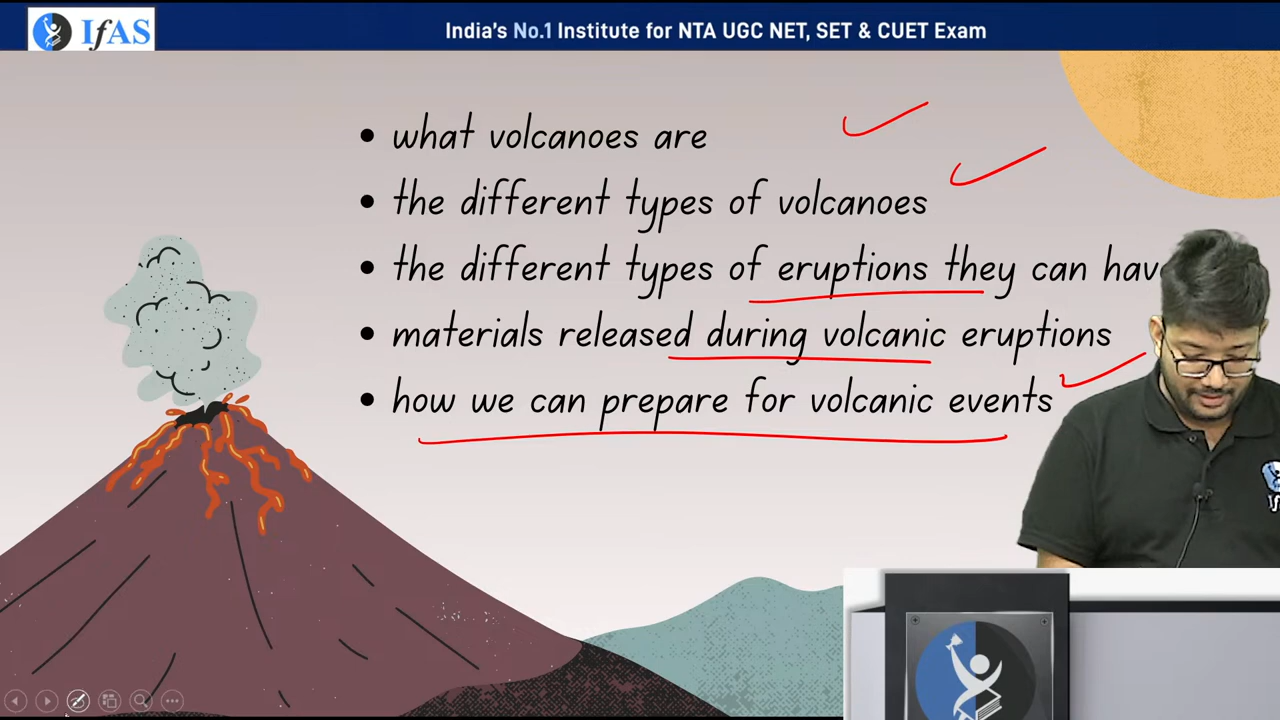 IfAS
India's No.1 Institute for NTA UGC NET, SET & CUET Exam
• what volcanoes are
• the different types of volcanoes
• the different types of eruptions they can have
• materials released during volcanic eruptions
• how we can prepare for volcanic events